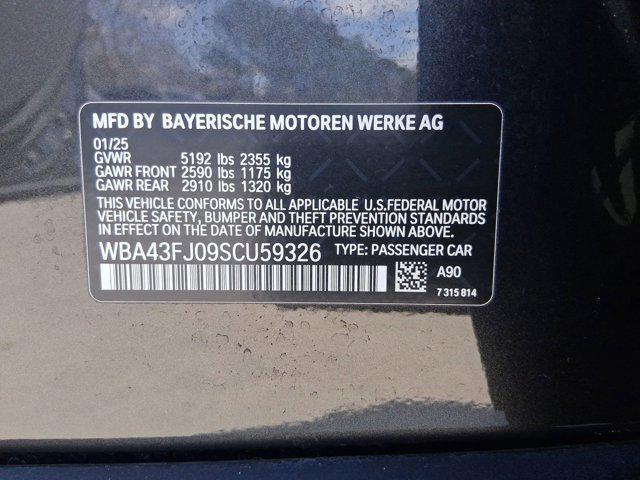 MFD BY BAYERISCHE MOTOREN WERKE AG
01/25
GVWR 5192 lbs 2355 kg
GAWR FRONT 2590 lbs 1175 kg
GAWR REAR 2910 lbs 1320 kg
THIS VEHICLE CONFORMS TO ALL APPLICABLE U.S.FEDERAL MOTOR
VEHICLE SAFETY, BUMPER AND THEFT PREVENTION STANDARDS
IN EFFECT ON THE DATE OF MANUFACTURE SHOWN ABOVE.
WBA43FJ09SCU59326 TYPE: PASSENGER CAR
A90
7 315 814